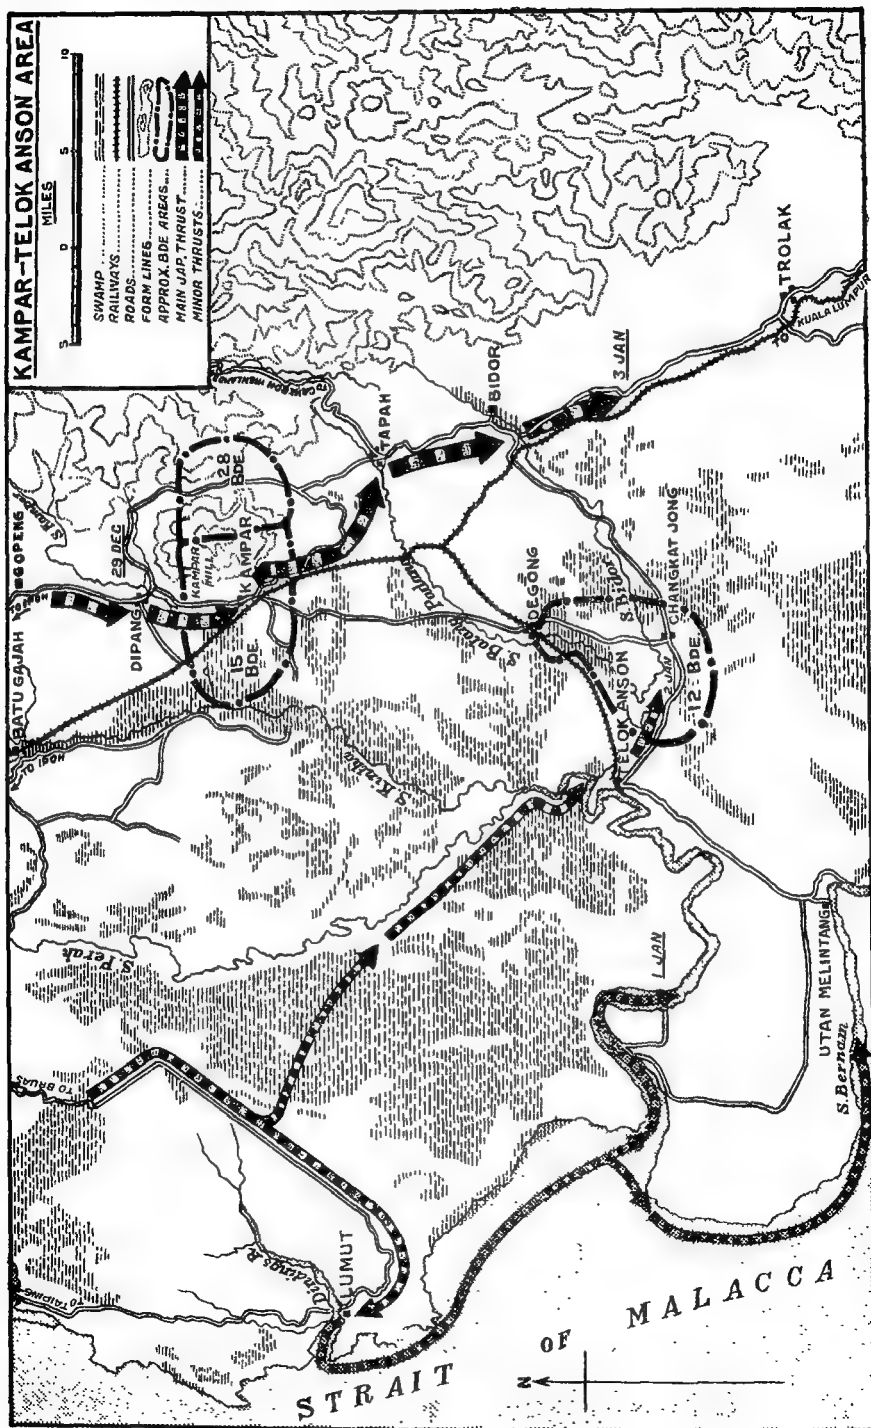 KAMPAR-TELOK ANSON AREA
MILES
5 0 5 10
SWAMP
RAILWAYS
ROADS
FORM LINES
APPROX. BDE AREAS
MAIN JAP. THRUST
MINOR THRUSTS
TO TAIPING
TO BRUAS
S. Perak
TO IPOH
BATU GAJAH
TO IPOH
GOPENG
S. Kampar
DIPANG
29 DEC
KAMPAR HILL
KAMPAR
15 BDE.
28 BDE.
TO CAMERON HIGHLANDS
TAPAH
BIDOR
3 JAN
TROLAK
TO KUALA LUMPUR
S. Kinta
S. Batang Padang
DEGONG
S. Bidor
CHANGKAT JONG
TELOK ANSON
2 JAN
12 BDE.
Dindings R.
LUMUT
1 JAN
UTAN MELINTANG
S. Bernam
STRAIT OF MALACCA
N